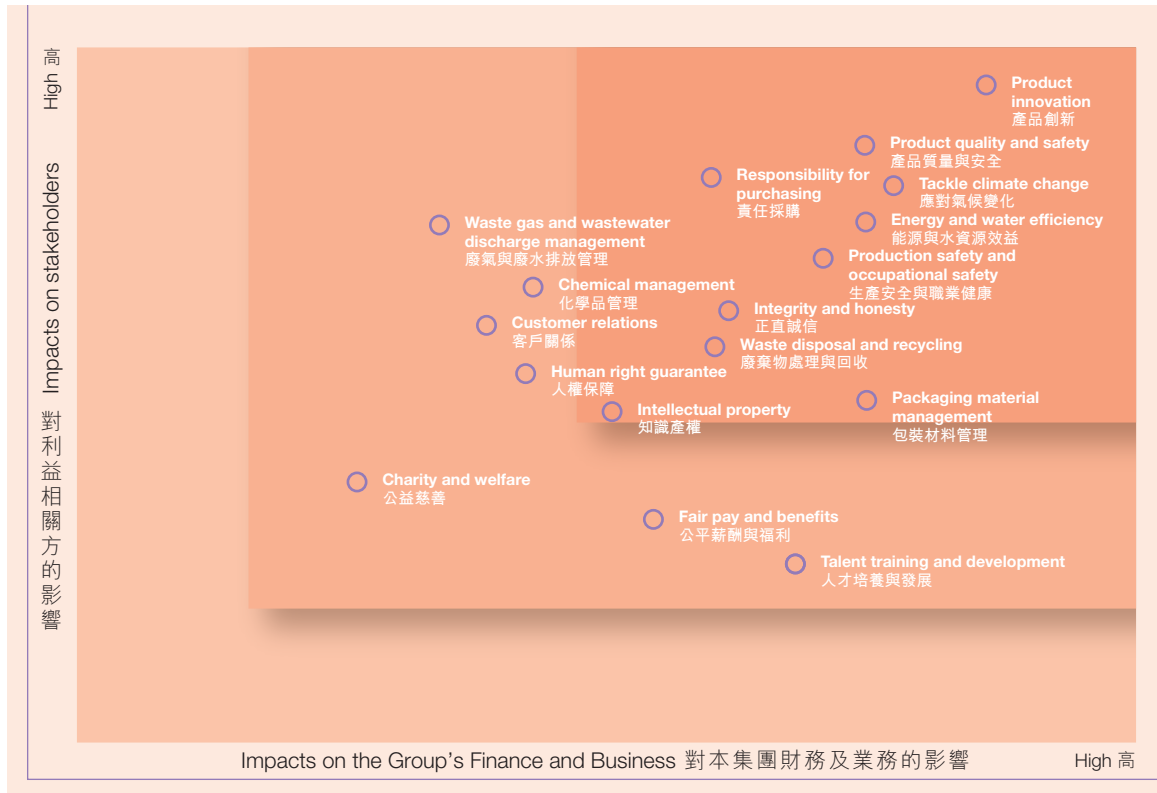 High 高
Impacts on stakeholders 對利益相關方的影響
Product
innovation
產品創新
Product quality and safety
產品質量與安全
Responsibility for
purchasing
責任採購
Tackle climate change
應對氣候變化
Waste gas and wastewater
discharge management
廢氣與廢水排放管理
Energy and water efficiency
能源與水資源效益
Production safety and
occupational safety
生產安全與職業健康
Chemical management
化學品管理
Integrity and honesty
正直誠信
Customer relations
客戶關係
Waste disposal and recycling
廢棄物處理與回收
Human right guarantee
人權保障
Packaging material
management
包裝材料管理
Intellectual property
知識產權
Charity and welfare
公益慈善
Fair pay and benefits
公平薪酬與福利
Talent training and development
人才培養與發展
Impacts on the Group's Finance and Business 對本集團財務及業務的影響
High 高